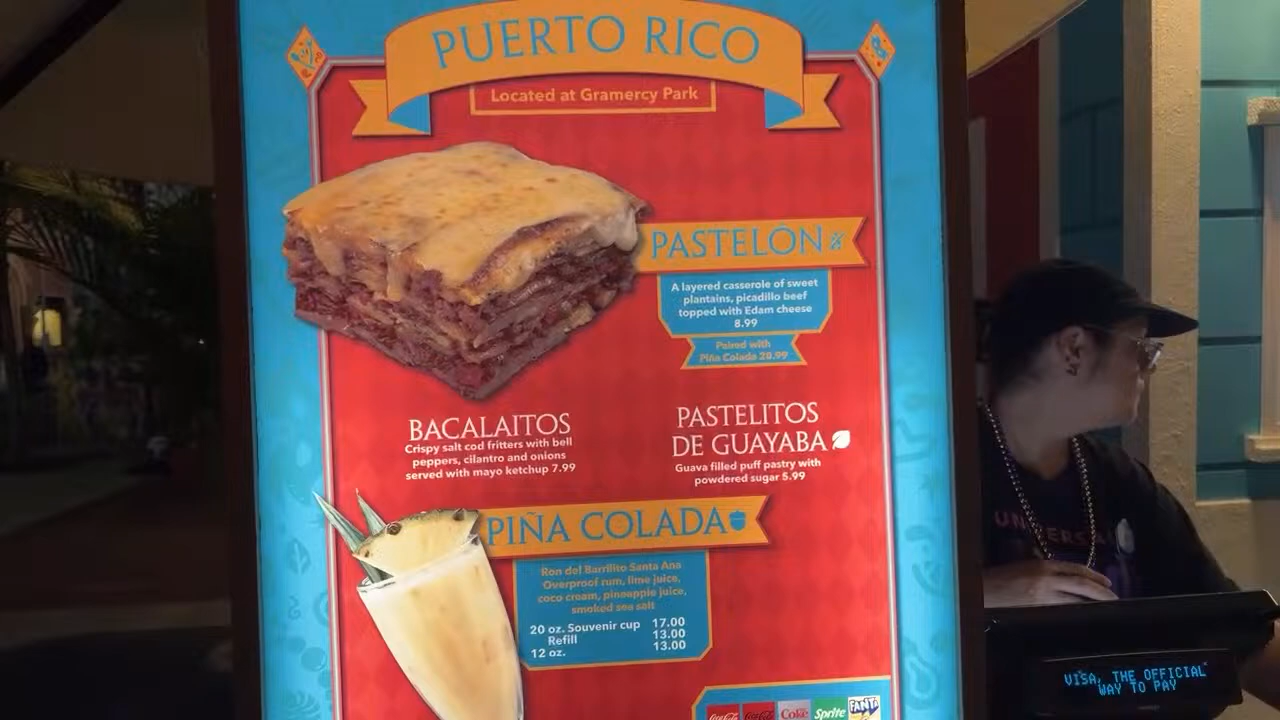 PUERTO RICO
Located at Gramercy Park
PASTELÓN
A layered casserole of sweet
plantains, picadillo beef
topped with Edam cheese
8.99
Paired with
Piña Colada 20.99
BACALAITOS
Crispy salt cod fritters with bell
peppers, cilantro and onions
served with mayo ketchup 7.99
PASTELITOS
DE GUAYABA
Guava filled puff pastry with
powdered sugar 5.99
PIÑA COLADA
Ron del Barrilito Santa Ana
Overproof rum, lime juice,
coco cream, pineapple juice,
smoked sea salt
20 oz. Souvenir cup 17.00
Refill 13.00
12 oz. 13.00
Coca-Cola Coca-Cola Coke Sprite FANTA
VISA, THE OFFICIAL
WAY TO PAY